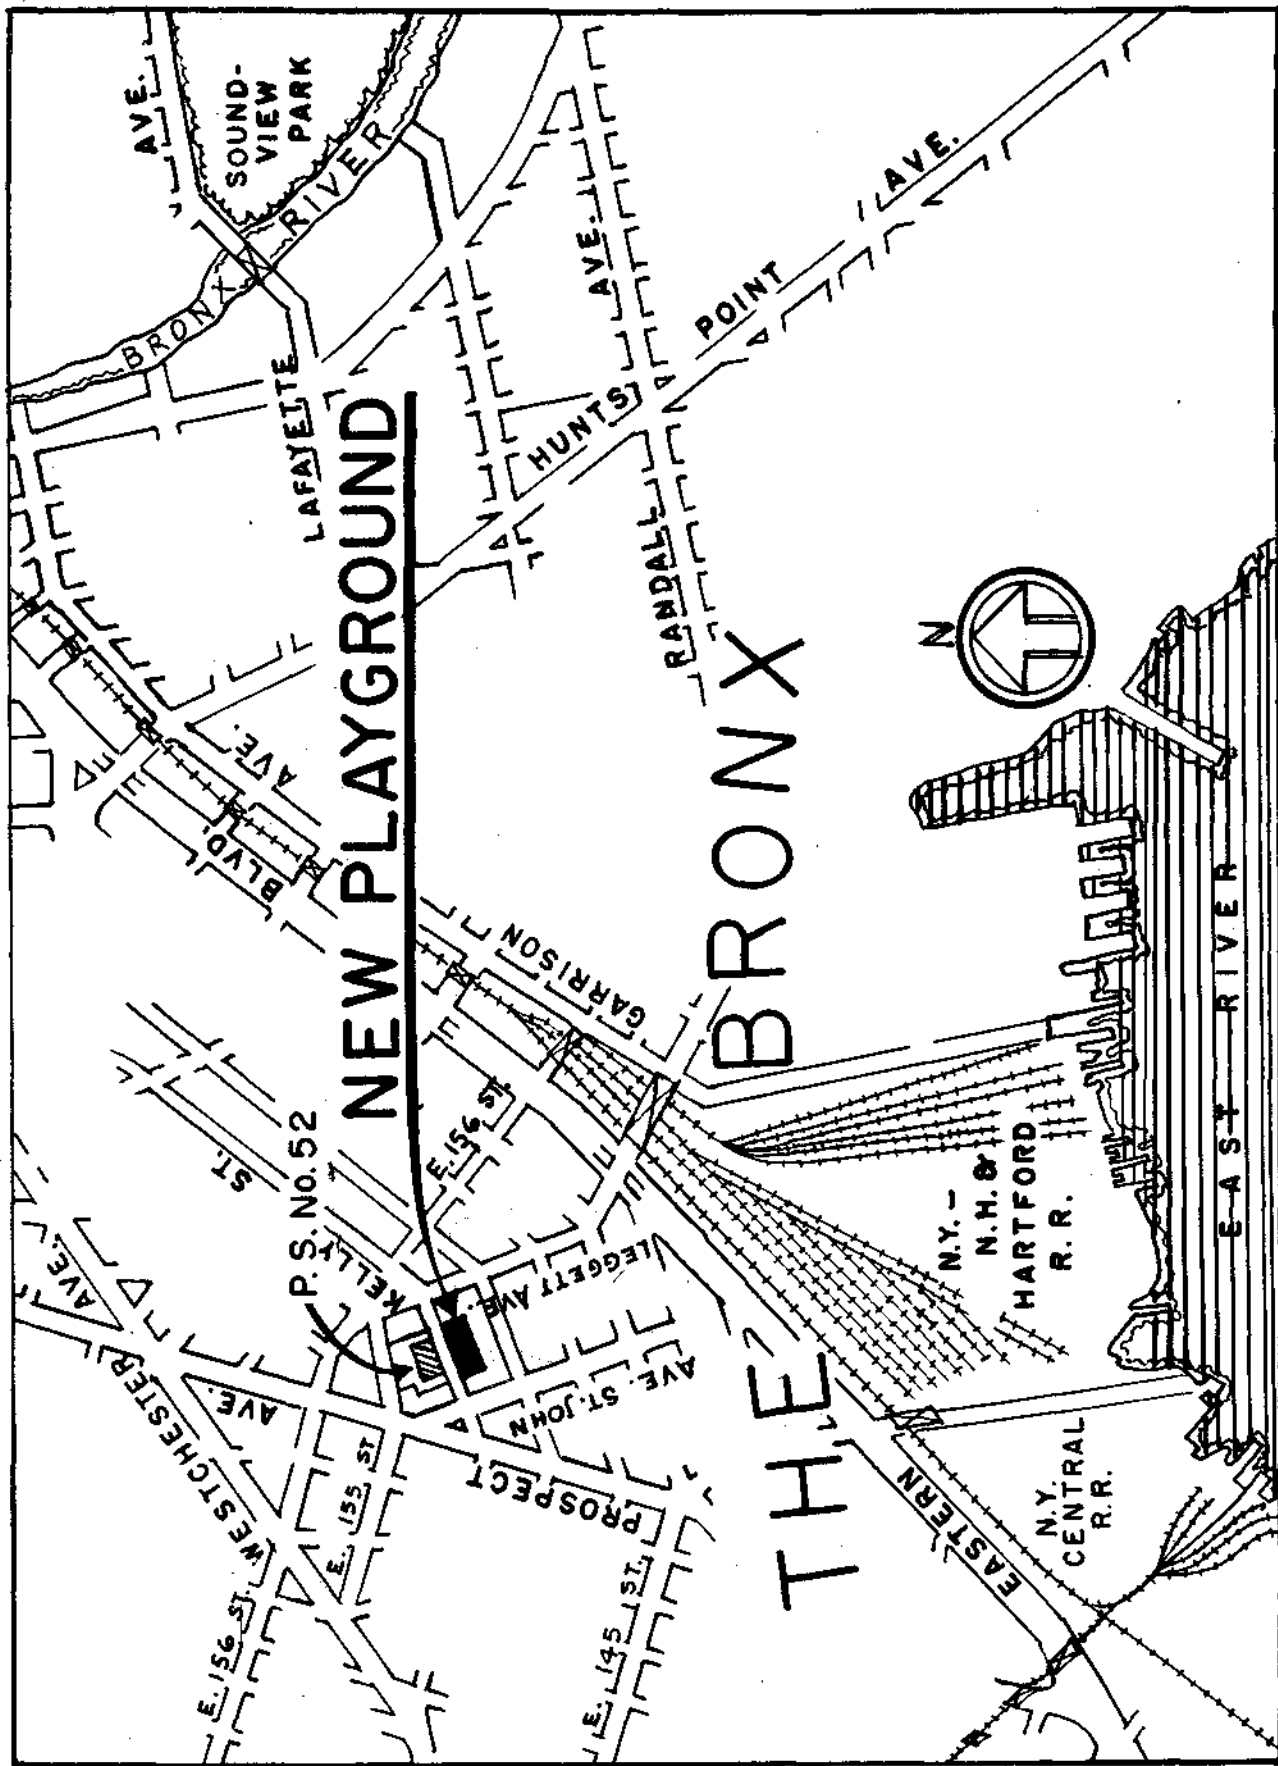 WESTCHESTER AVE.
P.S. No. 52
KELLY ST.
E. 156 ST.
E. 155 ST
PROSPECT AVE.
ST. JOHN AVE.
LEGGETT AVE.
E. 156 ST.
E. 145 ST.
NEW PLAYGROUND
EASTERN BLVD.
GARRISON AVE.
LAFAYETTE AVE.
SOUND-
VIEW
PARK
BRONX RIVER
HUNTS POINT AVE.
RANDALL AVE.
THE BRONX
N
N.Y. -
N.H. &
HARTFORD
R. R.
N.Y.
CENTRAL
R.R.
EAST RIVER